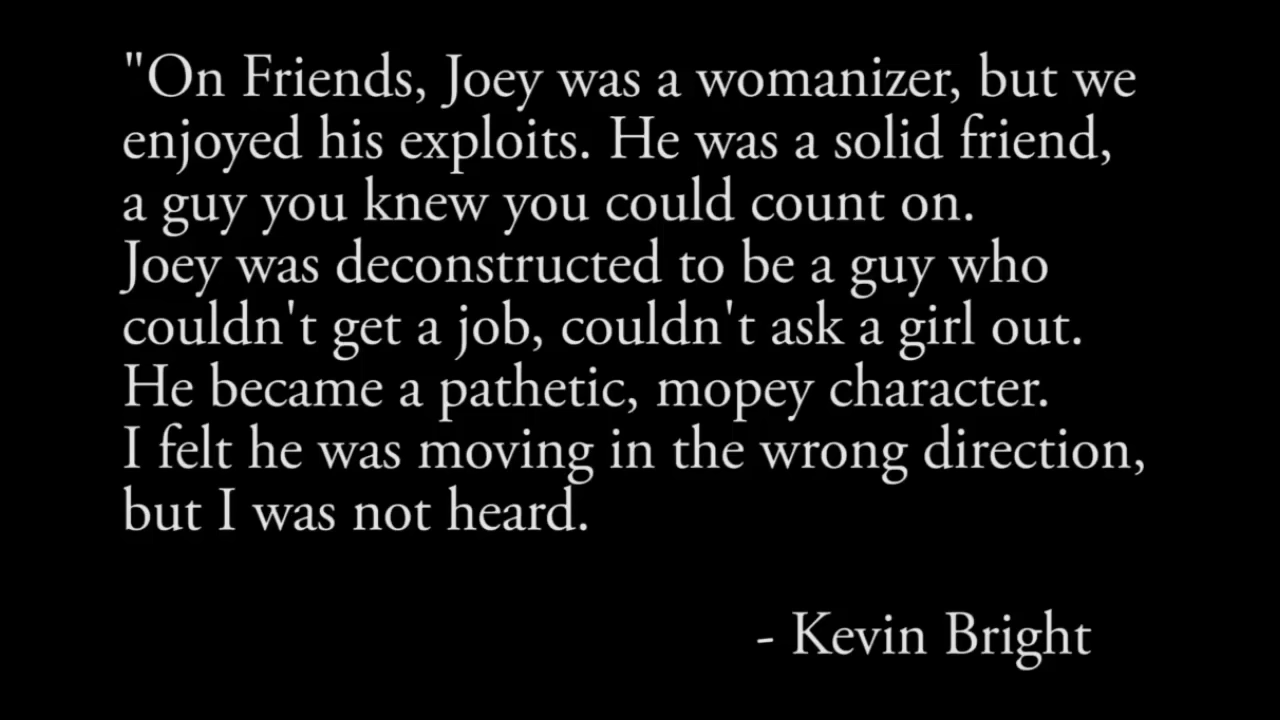 "On Friends, Joey was a womanizer, but we
enjoyed his exploits. He was a solid friend,
a guy you knew you could count on.
Joey was deconstructed to be a guy who
couldn't get a job, couldn't ask a girl out.
He became a pathetic, mopey character.
I felt he was moving in the wrong direction,
but I was not heard.
- Kevin Bright